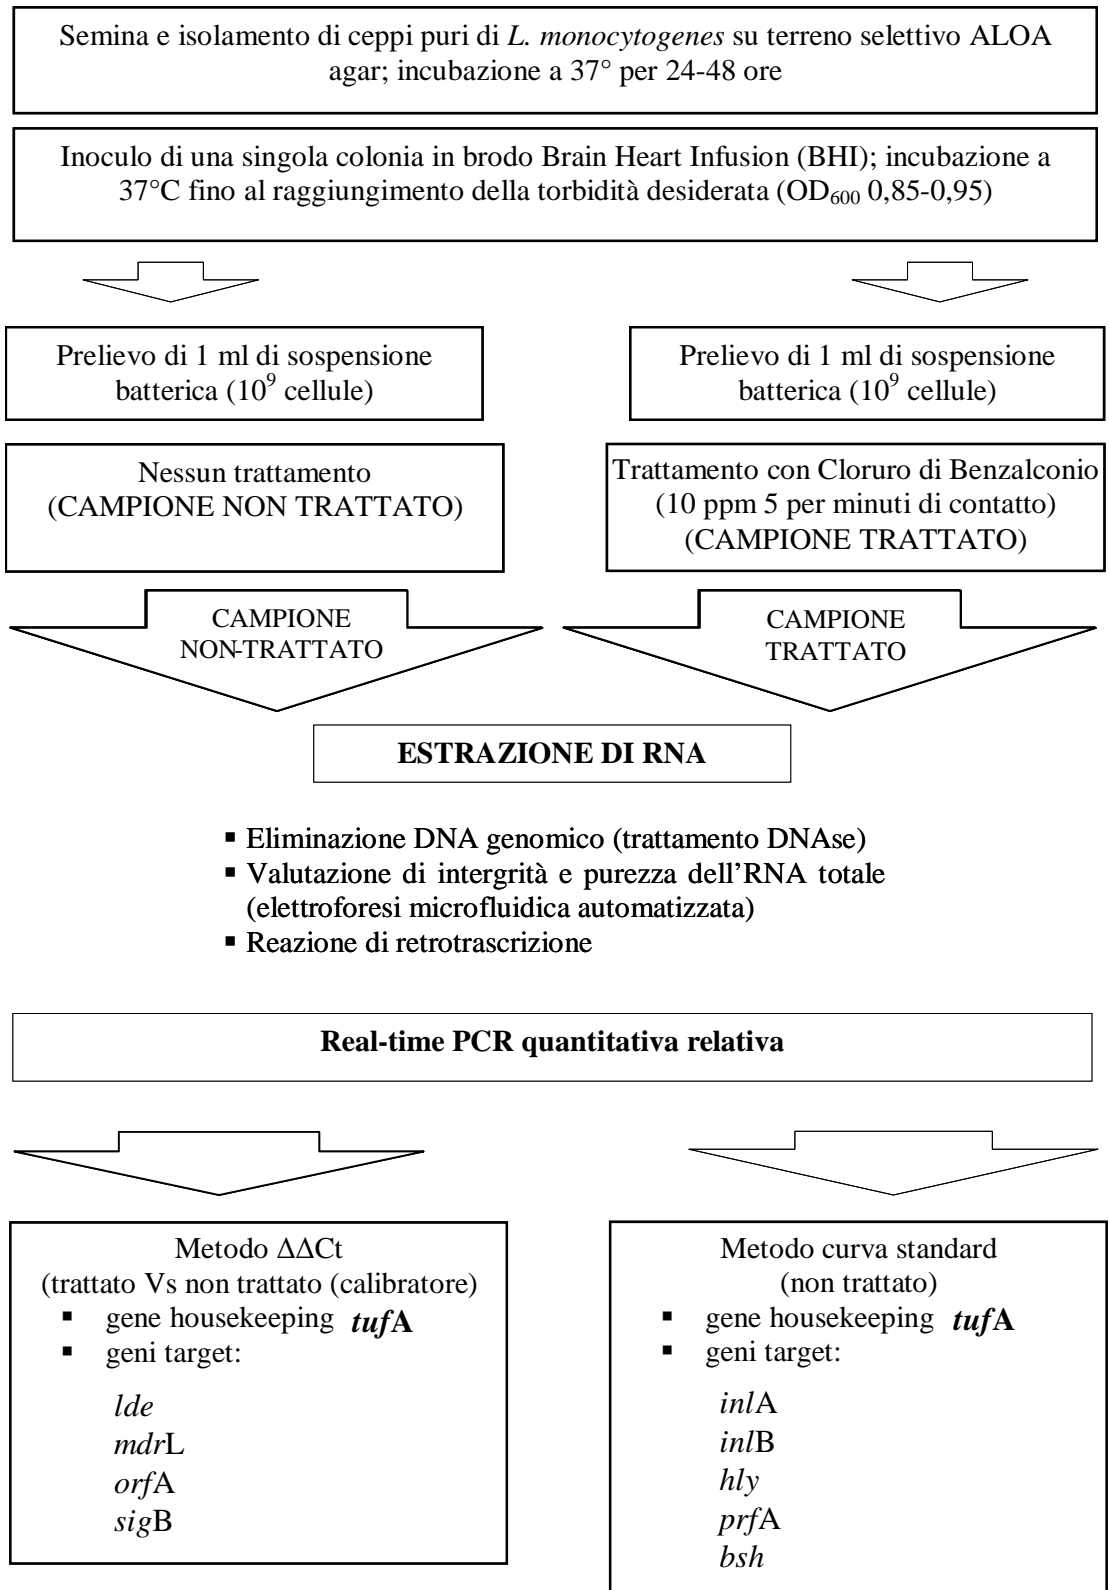 Semina e isolamento di ceppi puri di L. monocytogenes su terreno selettivo ALOA
agar; incubazione a 37° per 24-48 ore
Inoculo di una singola colonia in brodo Brain Heart Infusion (BHI); incubazione a
37°C fino al raggiungimento della torbidità desiderata (OD600 0,85-0,95)
Prelievo di 1 ml di sospensione
batterica (10⁹ cellule)
Prelievo di 1 ml di sospensione
batterica (10⁹ cellule)
Nessun trattamento
(CAMPIONE NON TRATTATO)
Trattamento con Cloruro di Benzalconio
(10 ppm 5 per minuti di contatto)
(CAMPIONE TRATTATO)
CAMPIONE
NON-TRATTATO
CAMPIONE
TRATTATO
ESTRAZIONE DI RNA
▪ Eliminazione DNA genomico (trattamento DNAse)
▪ Valutazione di intergrità e purezza dell'RNA totale
(elettroforesi microfluidica automatizzata)
▪ Reazione di retrotrascrizione
Real-time PCR quantitativa relativa
Metodo ΔΔCt
(trattato Vs non trattato (calibratore)
▪ gene housekeeping tufA
▪ geni target:
lde
mdrL
orfA
sigB
Metodo curva standard
(non trattato)
▪ gene housekeeping tufA
▪ geni target:
inlA
inlB
hly
prfA
bsh